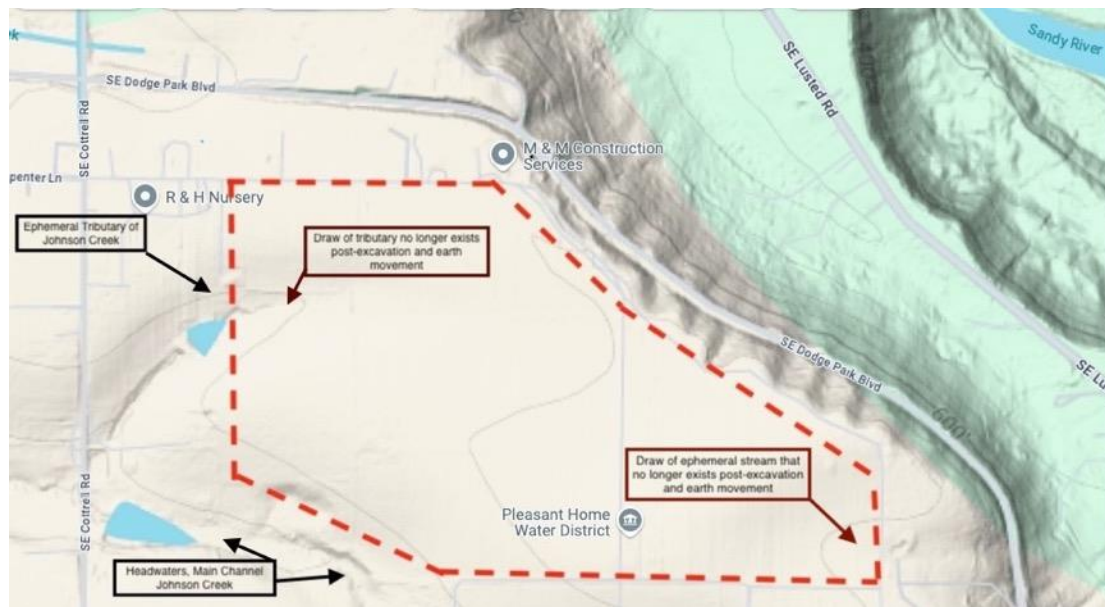 Sandy River
SE Lusted Rd
SE Dodge Park Blvd
SE Cottrell Rd
M & M Construction
Services
penter Ln
R & H Nursery
Ephemeral Tributary of
Johnson Creek
Draw of tributary no longer exists
post-excavation and earth
movement
SE Dodge Park Blvd
SE Lu
600'
Draw of ephemeral stream that
no longer exists post-excavation
and earth movement
Pleasant Home
Water District
SE Cottrell Rd
Headwaters, Main Channel
Johnson Creek